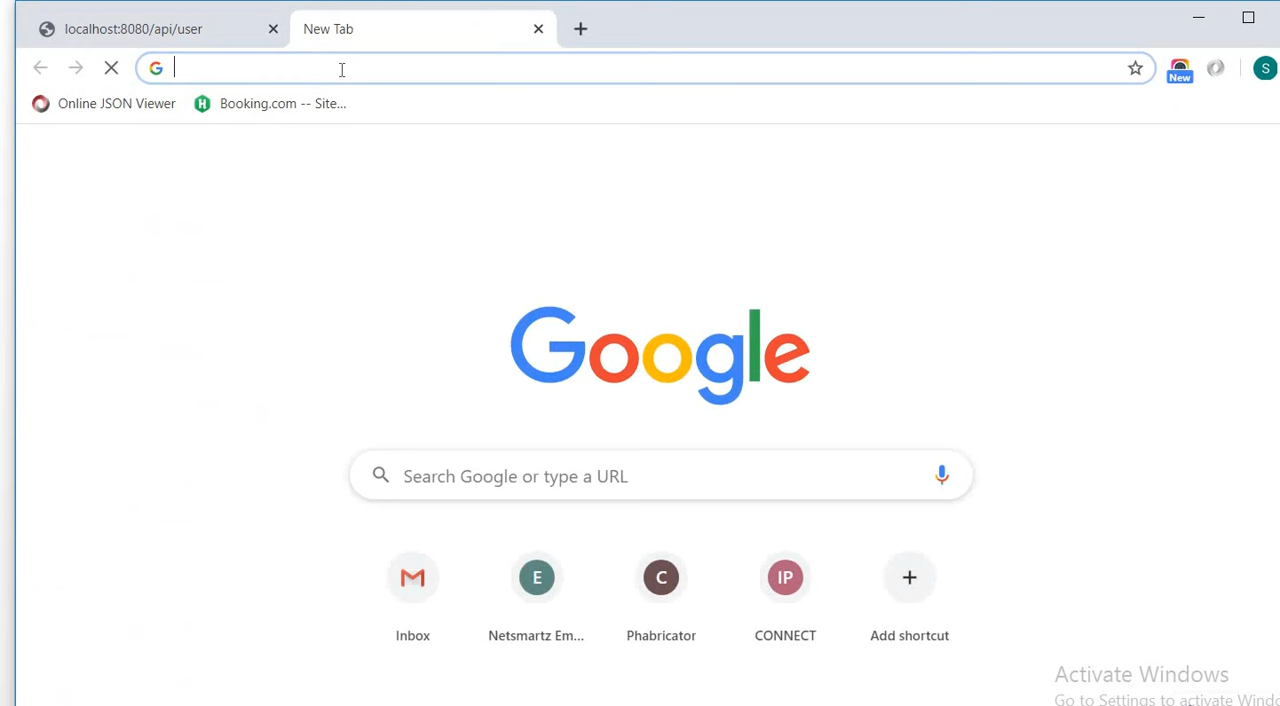 localhost:8080/api/user
New Tab
New
S
Online JSON Viewer
Booking.com -- Site...
Google
Search Google or type a URL
E
C
IP
Inbox
Netsmartz Em...
Phabricator
CONNECT
Add shortcut
Activate Windows
Go to Settings to activate Windo